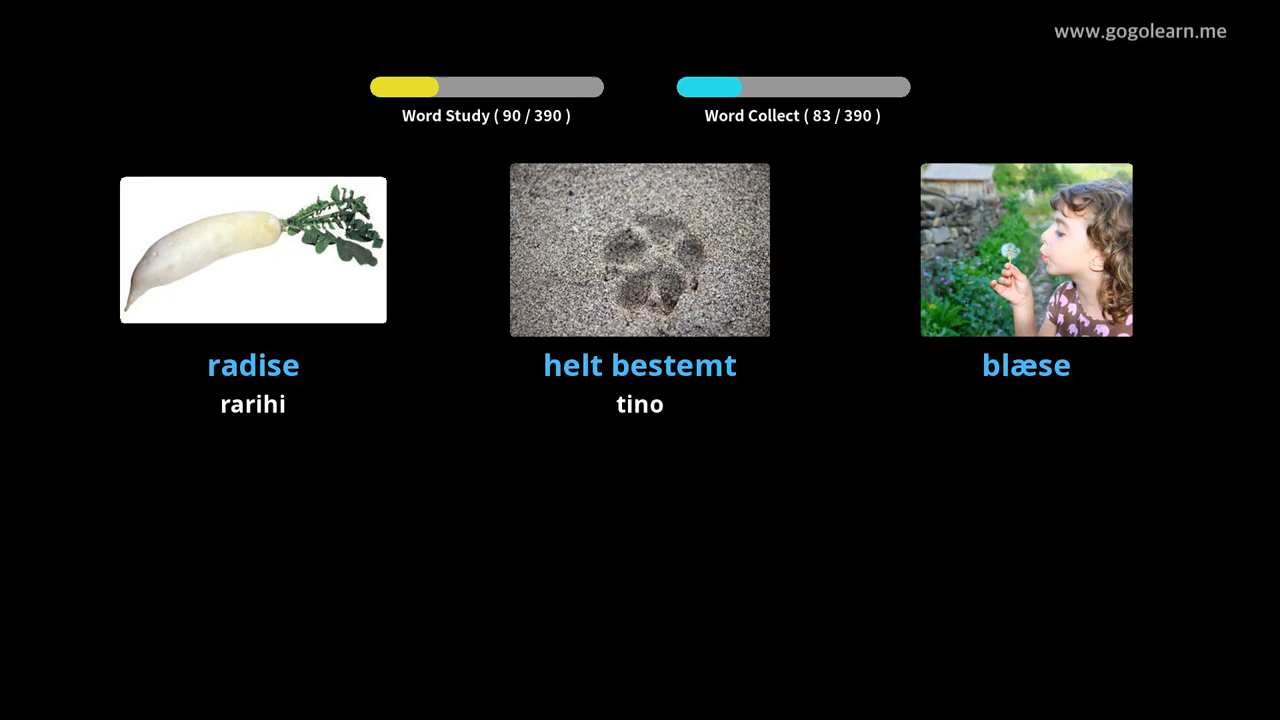 www.gogolearn.me
Word Study ( 90 / 390 )
Word Collect ( 83 / 390 )
radise
helt bestemt
blæse
rarihi
tino